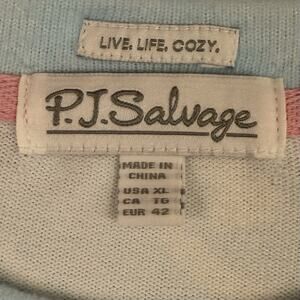 LIVE. LIFE. COZY.
P.J.Salvage
MADE IN
CHINA
USA XL
CA TG
EUR 42